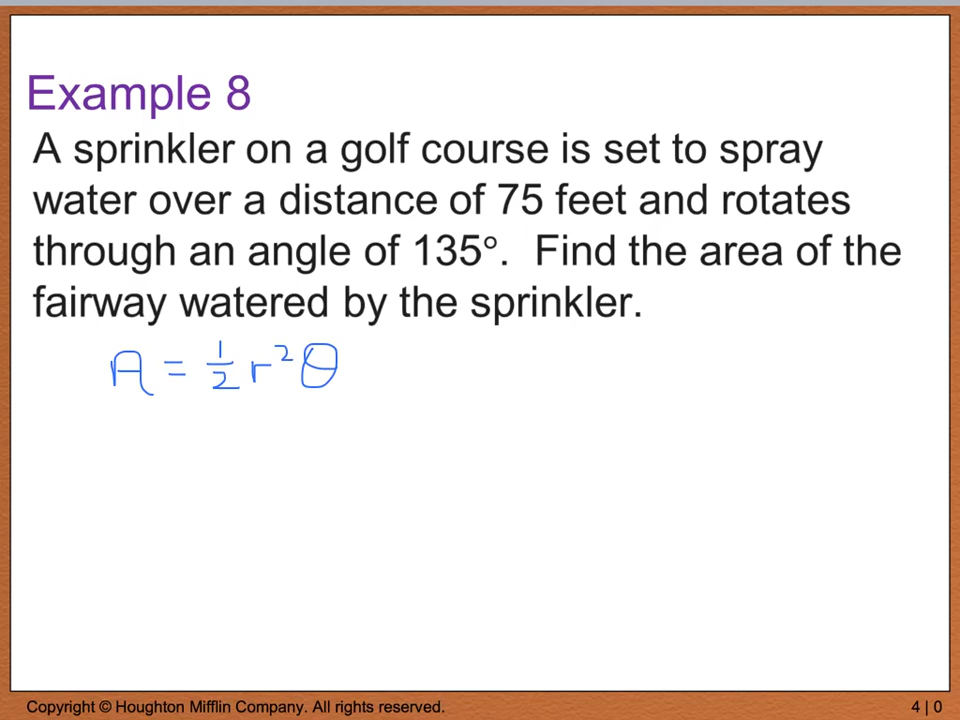 Example 8
A sprinkler on a golf course is set to spray
water over a distance of 75 feet and rotates
through an angle of 135°. Find the area of the
fairway watered by the sprinkler.
A = 1/2 r²θ
Copyright © Houghton Mifflin Company. All rights reserved.
4 | 0